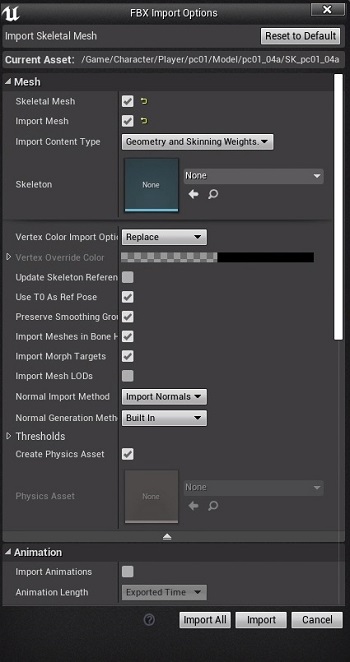 FBX Import Options
Import Skeletal Mesh
Reset to Default
Current Asset: /Game/Character/Player/pc01/Model/pc01_04a/SK_pc01_04a
Mesh
Skeletal Mesh
Import Mesh
Import Content Type Geometry and Skinning Weights.
Skeleton None None
Vertex Color Import Opti Replace
Vertex Override Color
Update Skeleton Referen
Use T0 As Ref Pose
Preserve Smoothing Gro
Import Meshes in Bone H
Import Morph Targets
Import Mesh LODs
Normal Import Method Import Normals
Normal Generation Meth Built In
Thresholds
Create Physics Asset
Physics Asset None None
Animation
Import Animations
Animation Length Exported Time
Import All Import Cancel